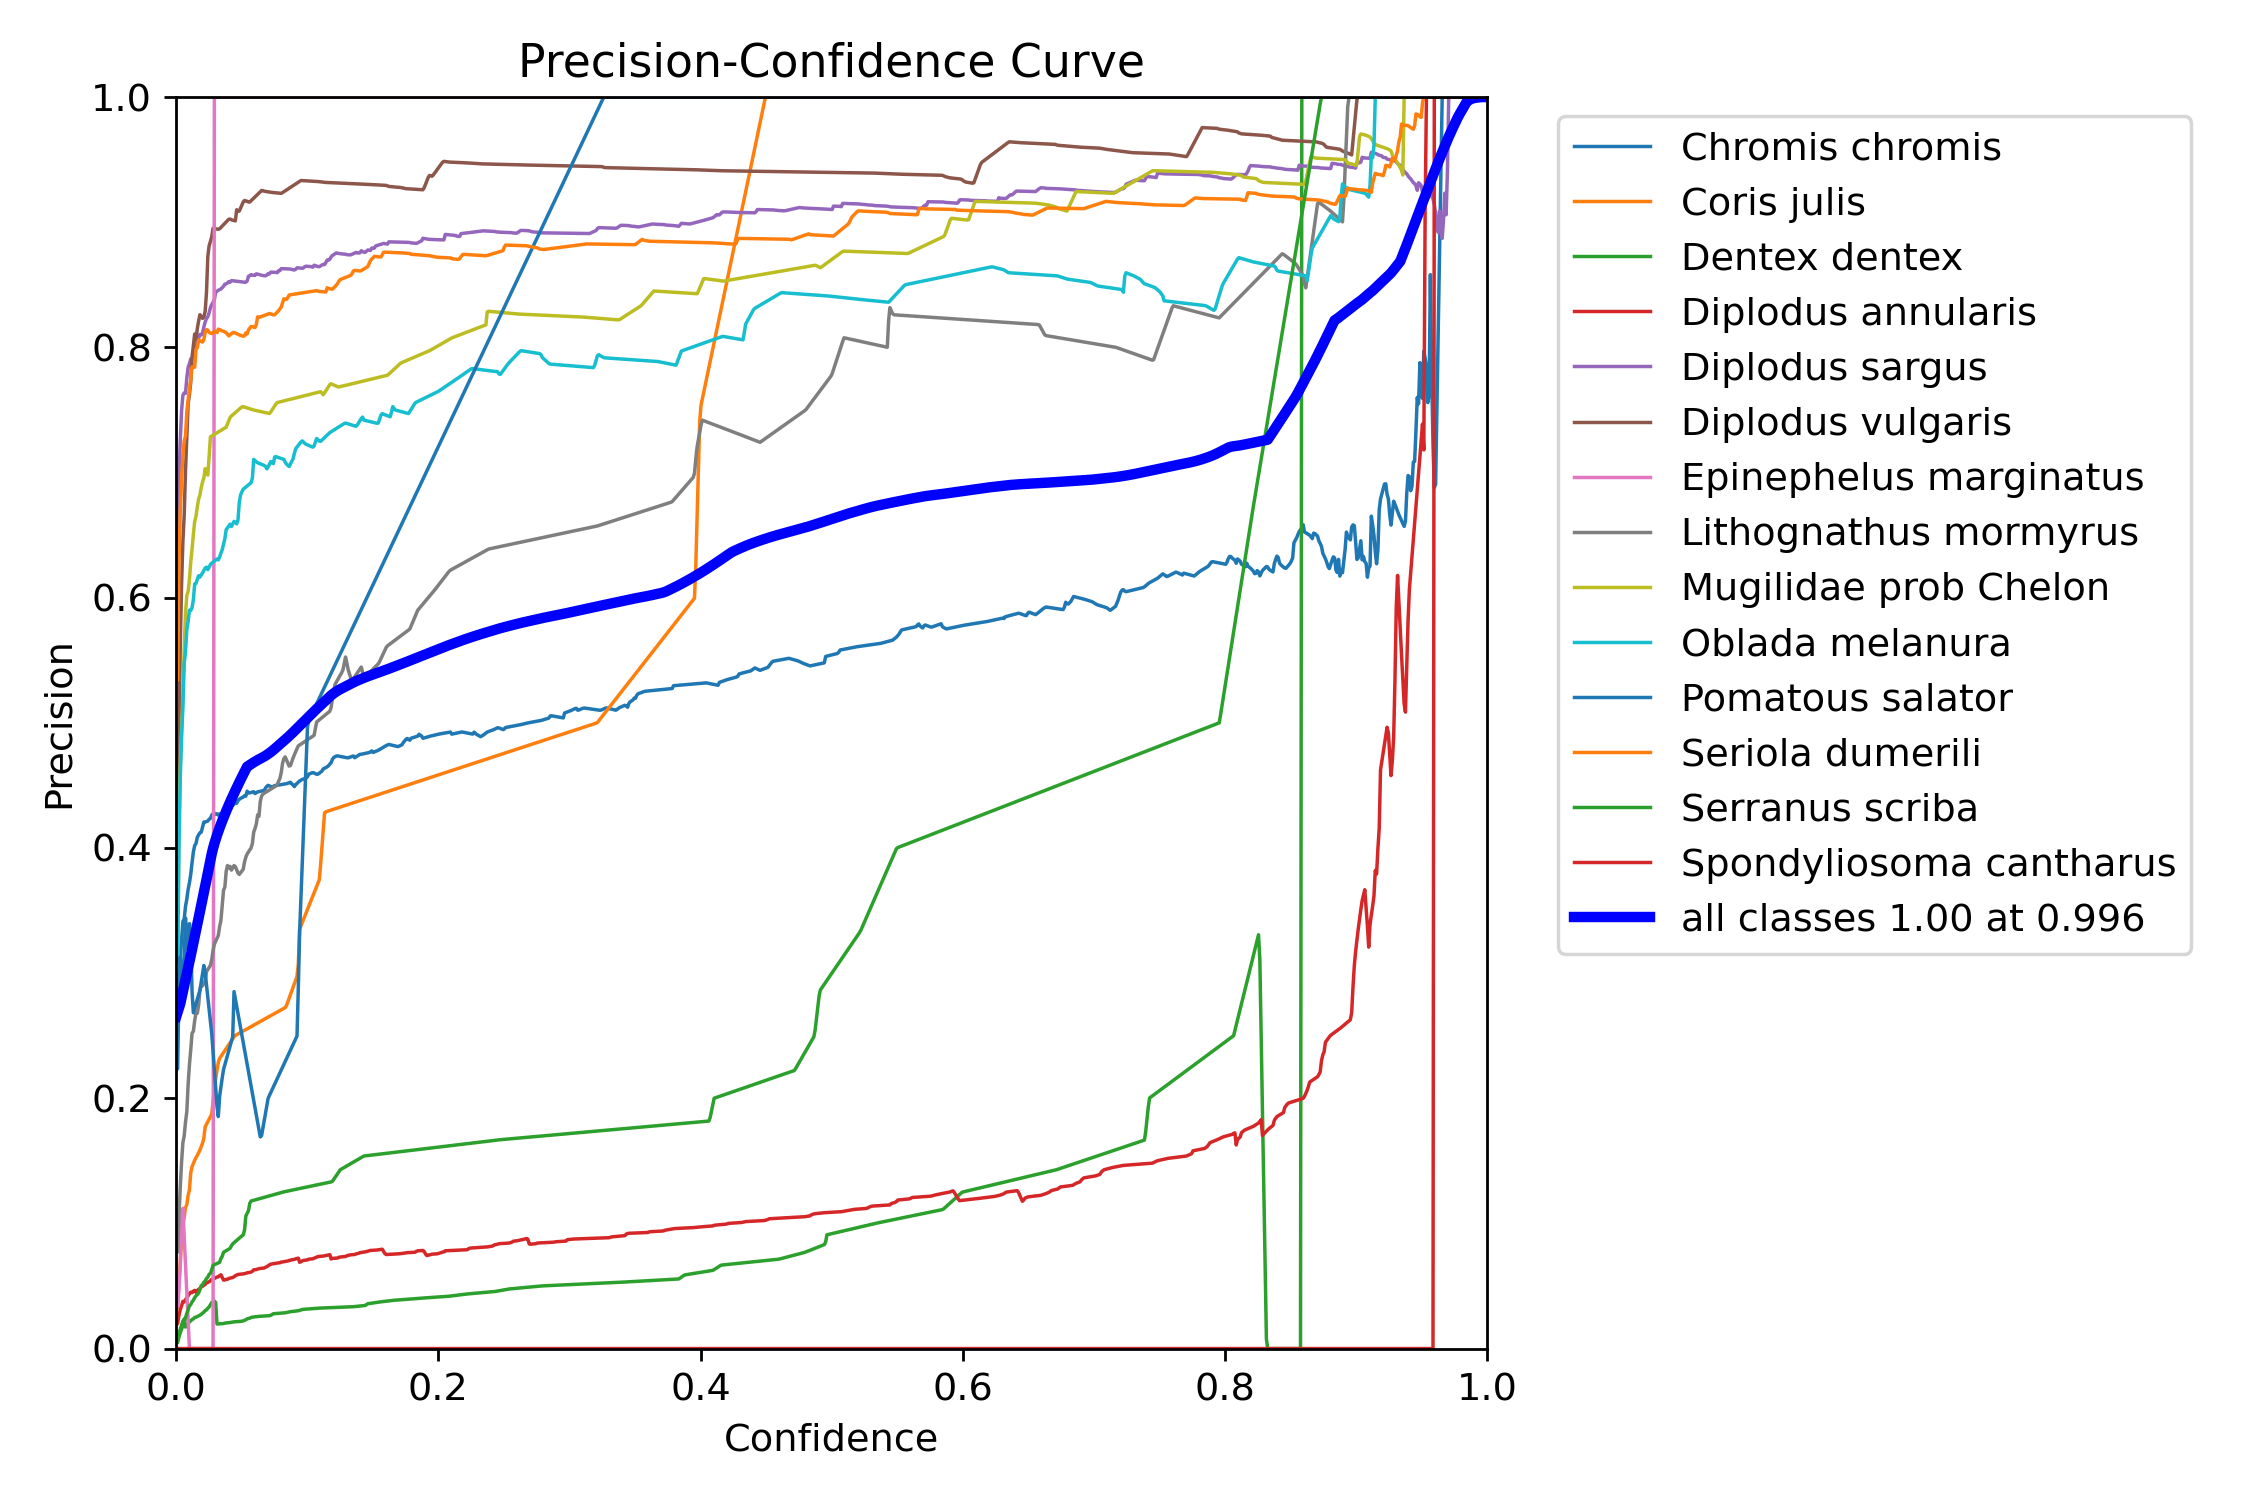 Precision-Confidence Curve
1.0
0.8
0.6
0.4
0.2
0.0
Precision
0.0 0.2 0.4 0.6 0.8 1.0
Confidence
Chromis chromis
Coris julis
Dentex dentex
Diplodus annularis
Diplodus sargus
Diplodus vulgaris
Epinephelus marginatus
Lithognathus mormyrus
Mugilidae prob Chelon
Oblada melanura
Pomatous salator
Seriola dumerili
Serranus scriba
Spondyliosoma cantharus
all classes 1.00 at 0.996